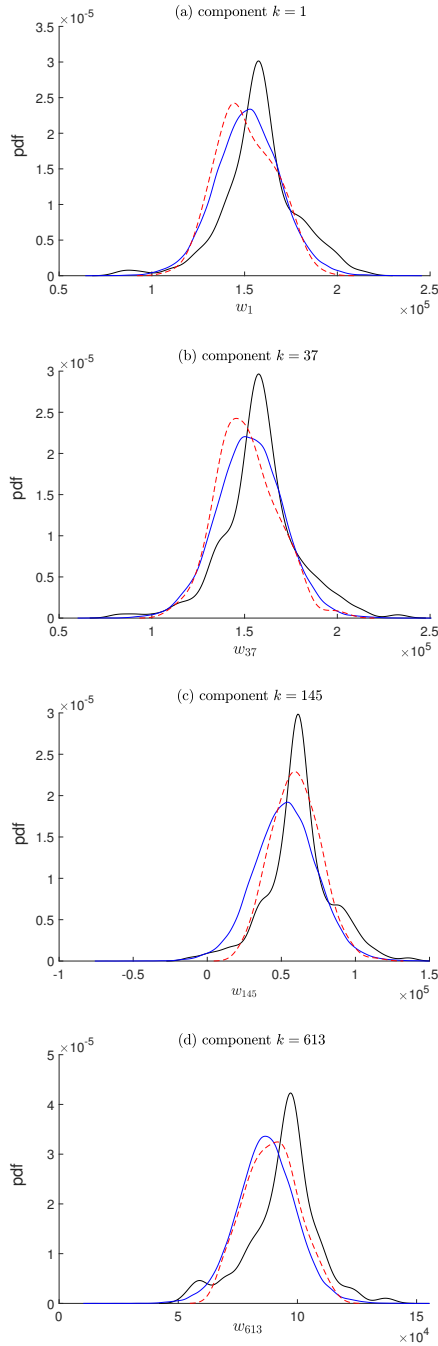 (a) component k = 1
×10⁻⁵
3.5
3
2.5
2
1.5
1
0.5
0
pdf
0.5 1 1.5 2 2.5
w₁
×10⁵
(b) component k = 37
×10⁻⁵
3
2.5
2
1.5
1
0.5
0
pdf
0.5 1 1.5 2 2.5
w₃₇
×10⁵
(c) component k = 145
×10⁻⁵
3
2.5
2
1.5
1
0.5
0
pdf
-1 -0.5 0 0.5 1 1.5
w₁₄₅
×10⁵
(d) component k = 613
×10⁻⁵
5
4
3
2
1
0
pdf
0 5 10 15
w₆₁₃
×10⁴